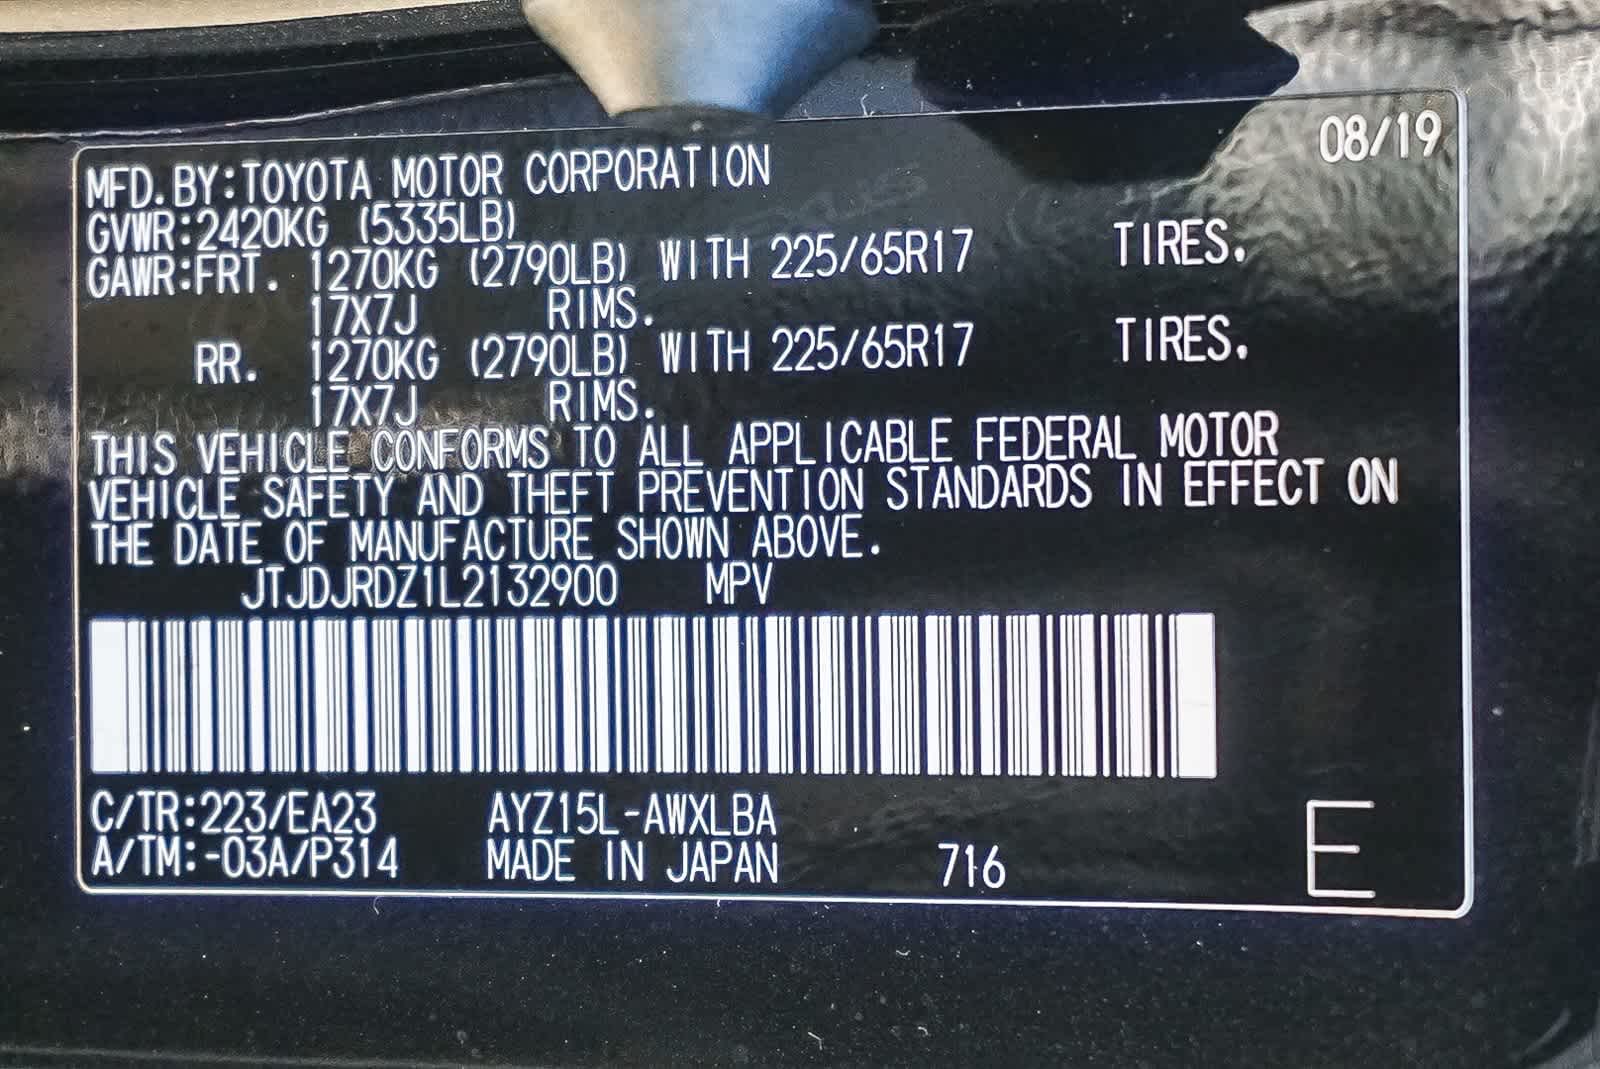 08/19
MFD.BY:TOYOTA MOTOR CORPORATION
GVWR:2420KG (5335LB)
GAWR:FRT. 1270KG (2790LB) WITH 225/65R17 TIRES.
17X7J RIMS.
RR. 1270KG (2790LB) WITH 225/65R17 TIRES.
17X7J RIMS.
THIS VEHICLE CONFORMS TO ALL APPLICABLE FEDERAL MOTOR
VEHICLE SAFETY AND THEFT PREVENTION STANDARDS IN EFFECT ON
THE DATE OF MANUFACTURE SHOWN ABOVE.
JTJDJRDZ1L2132900 MPV
C/TR:223/EA23 AYZ15L-AWXLBA
A/TM:-03A/P314 MADE IN JAPAN 716 E